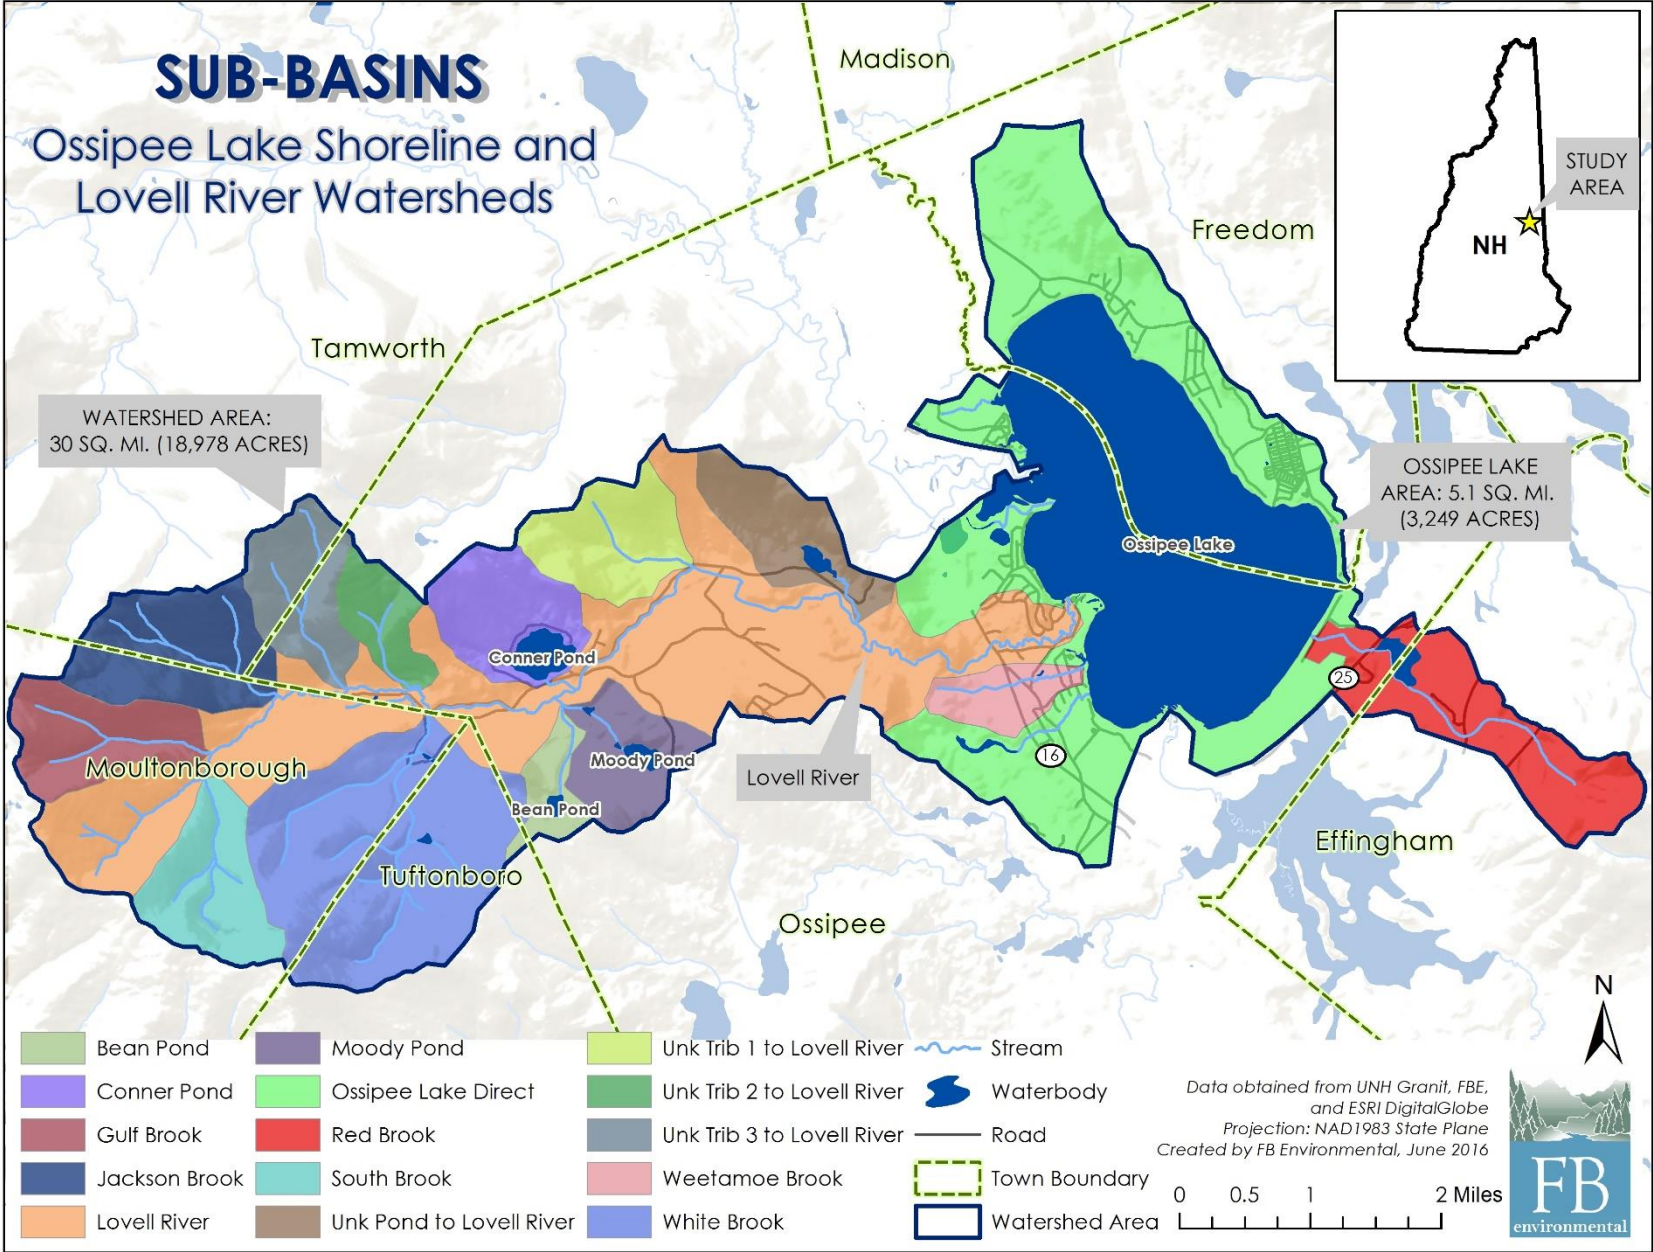 SUB-BASINS
Ossipee Lake Shoreline and
Lovell River Watersheds
Madison
Freedom
Tamworth
STUDY
AREA
NH
WATERSHED AREA:
30 SQ. MI. (18,978 ACRES)
OSSIPEE LAKE
AREA: 5.1 SQ. MI.
(3,249 ACRES)
Ossipee Lake
Conner Pond
25
Moody Pond
16
Moultonborough
Lovell River
Bean Pond
Effingham
Tuftonboro
Ossipee
N
Bean Pond
Conner Pond
Gulf Brook
Jackson Brook
Lovell River
Moody Pond
Ossipee Lake Direct
Red Brook
South Brook
Unk Pond to Lovell River
Unk Trib 1 to Lovell River
Unk Trib 2 to Lovell River
Unk Trib 3 to Lovell River
Weetamoe Brook
White Brook
Stream
Waterbody
Road
Town Boundary
Watershed Area
Data obtained from UNH Granit, FBE,
and ESRI DigitalGlobe
Projection: NAD1983 State Plane
Created by FB Environmental, June 2016
0 0.5 1 2 Miles
FB
environmental